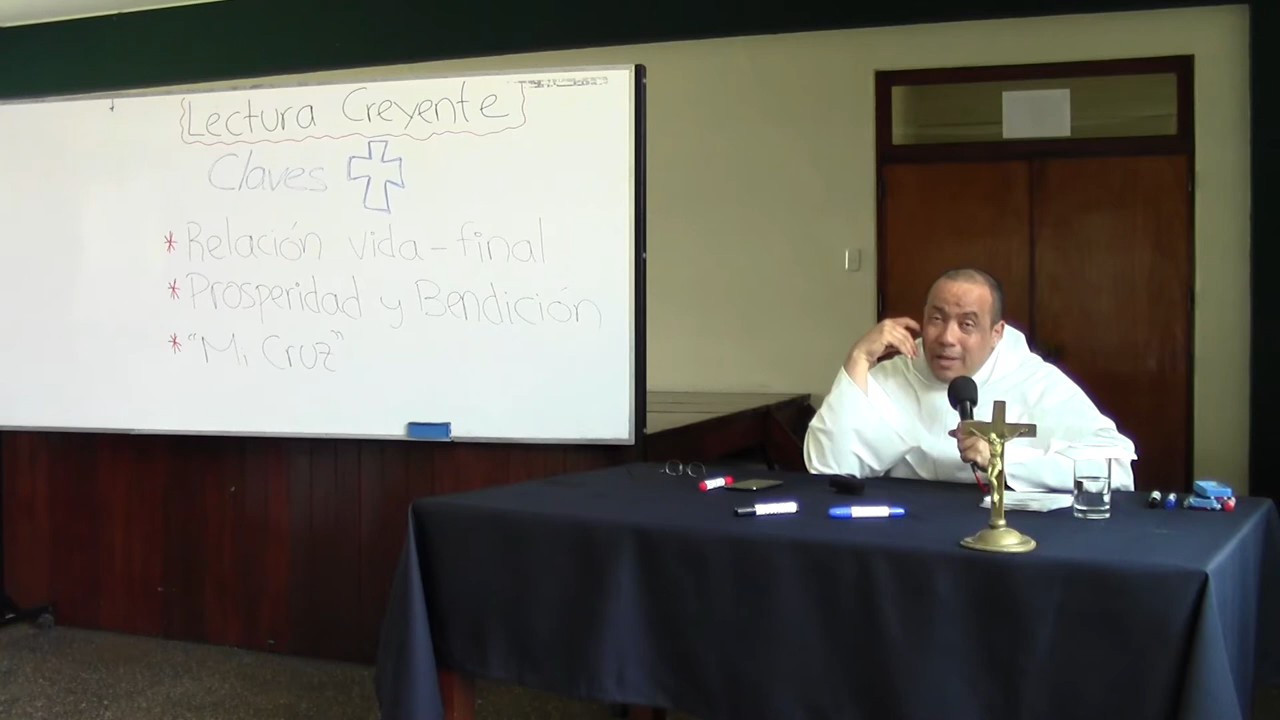 Lectura Creyente
Claves
* Relación vida - final
* Prosperidad y Bendición
* "Mi Cruz"